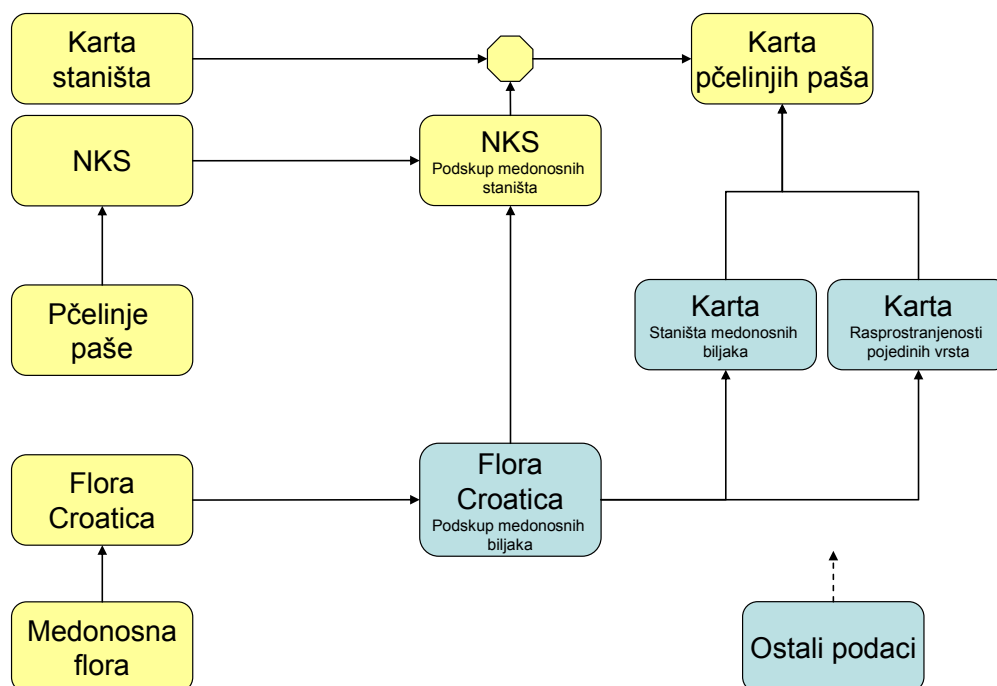 Karta
staništa
Karta
pčelinjih paša
NKS
NKS
Podskup medonosnih
staništa
Pčelinje
paše
Karta
Staništa medonosnih
biljaka
Karta
Rasprostranjenosti
pojedinih vrsta
Flora
Croatica
Flora
Croatica
Podskup medonosnih
biljaka
Medonosna
flora
Ostali podaci